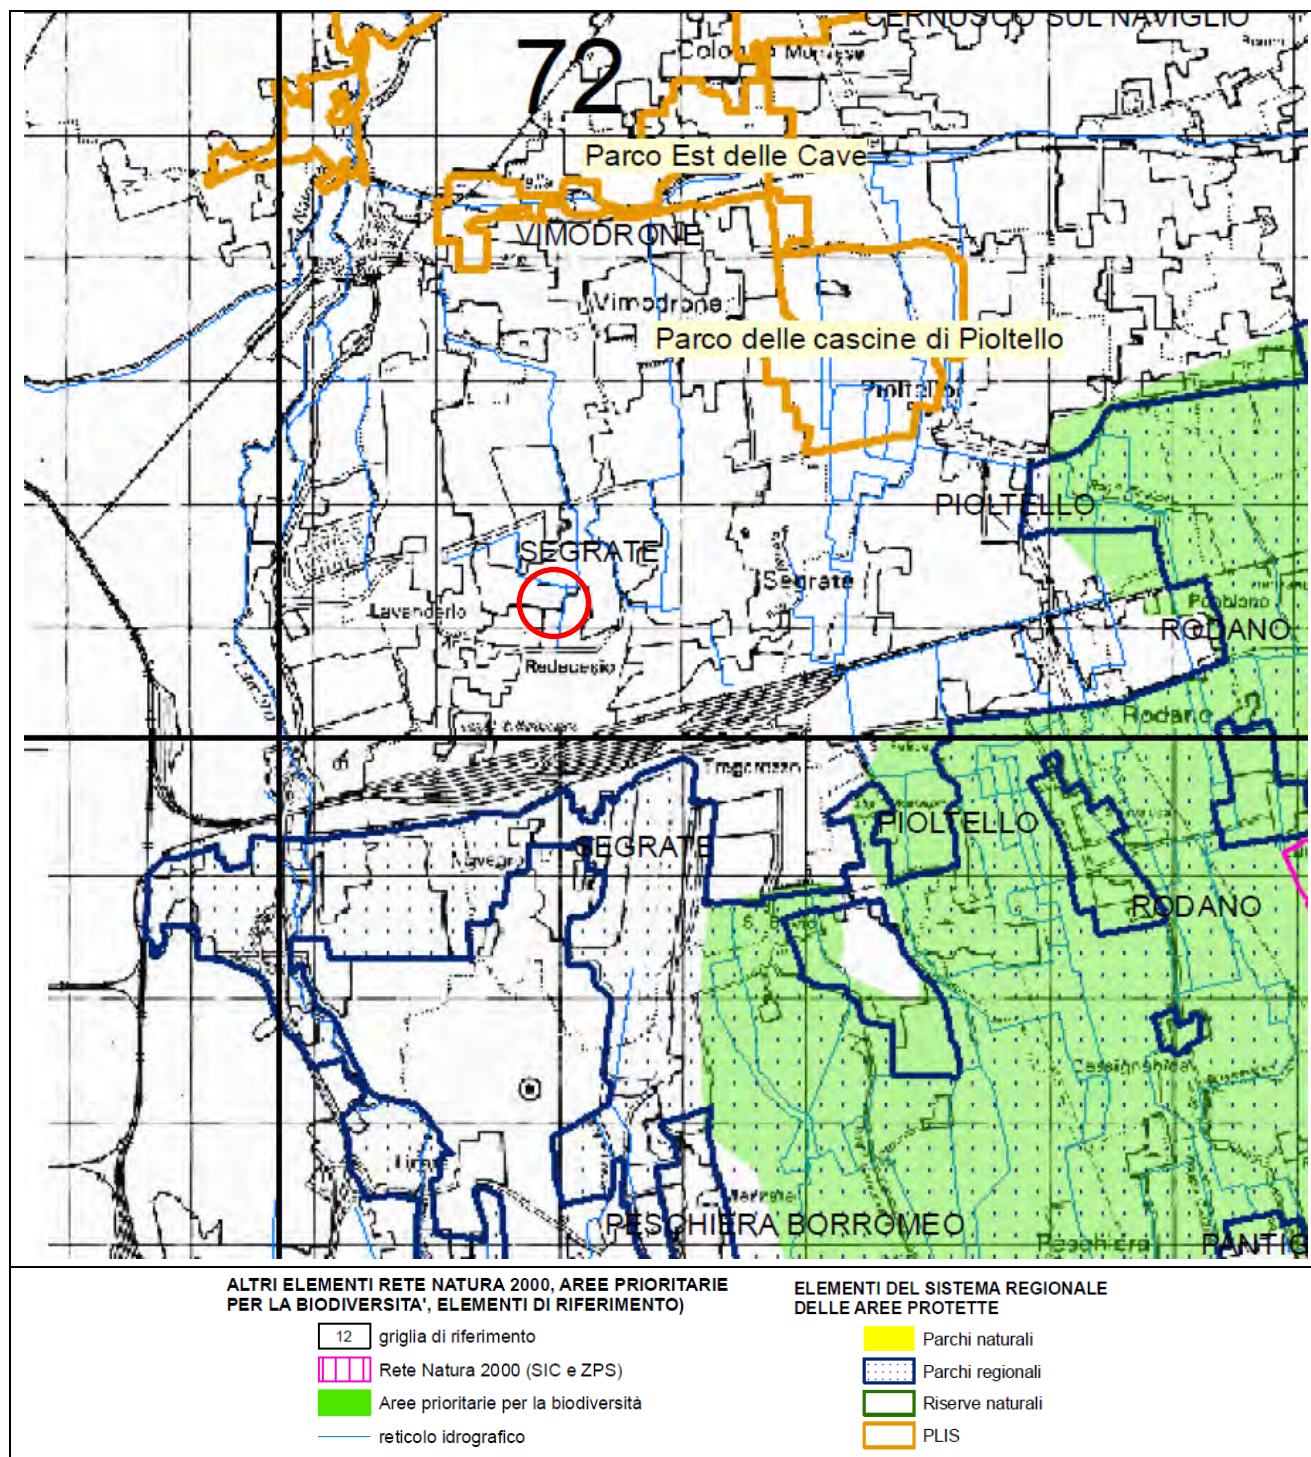 CERNUSCO SUL NAVIGLIO
72
Parco Est delle Cave
VIMODRONE
Vimodrone
Parco delle cascine di Pioltello
Pioltello
PIOLTELLO
SEGRATE
Segrate
Redecesio
RODANO
Rodano
SEGRATE
PIOLTELLO
RODANO
PESCHIERA BORROMEO
Peschiera
PANTIG
ALTRI ELEMENTI RETE NATURA 2000, AREE PRIORITARIE
PER LA BIODIVERSITA', ELEMENTI DI RIFERIMENTO)
12 griglia di riferimento
Rete Natura 2000 (SIC e ZPS)
Aree prioritarie per la biodiversità
reticolo idrografico
ELEMENTI DEL SISTEMA REGIONALE
DELLE AREE PROTETTE
Parchi naturali
Parchi regionali
Riserve naturali
PLIS